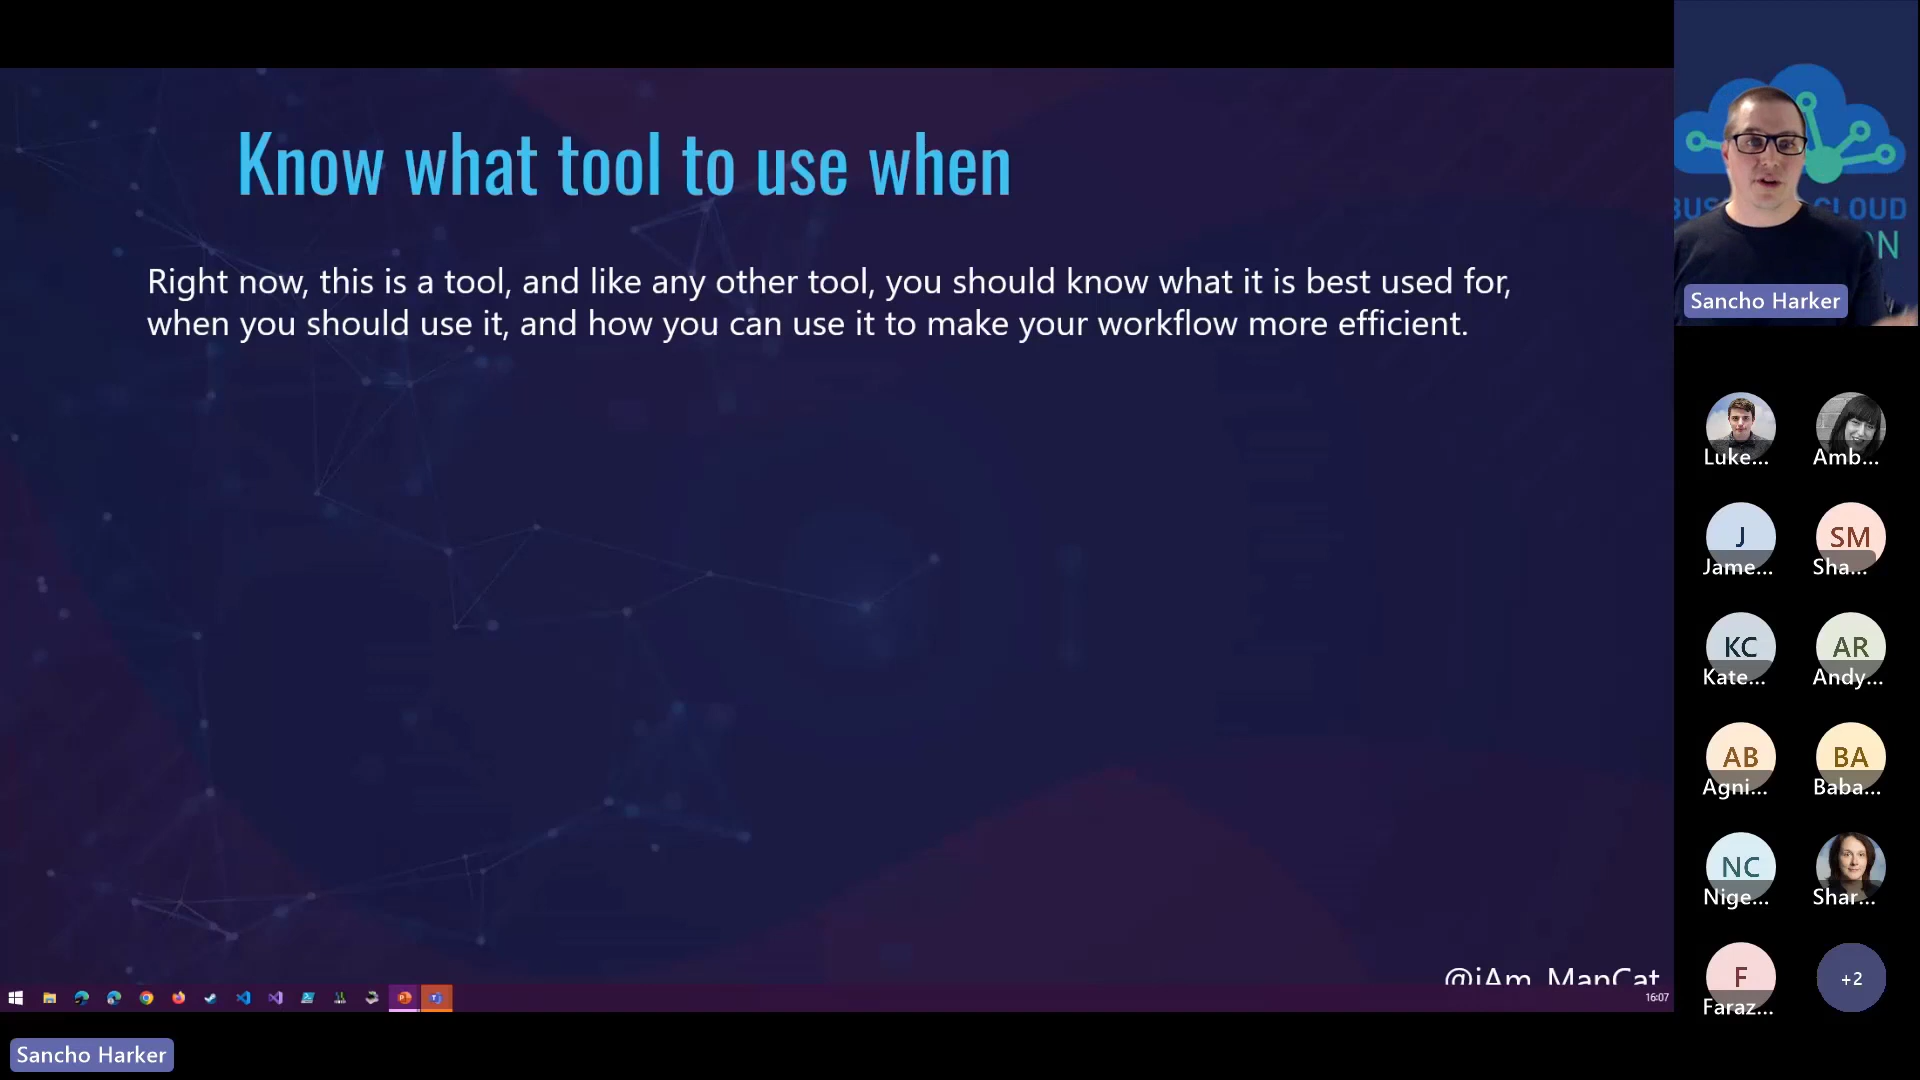 Know what tool to use when
Right now, this is a tool, and like any other tool, you should know what it is best used for,
when you should use it, and how you can use it to make your workflow more efficient.
@iAm_ManCat
16:07
Sancho Harker
CLOUD
Sancho Harker
Luke...
Amb...
J
Jame...
SM
Sha...
KC
Kate...
AR
Andy...
AB
Agni...
BA
Baba...
NC
Nige...
Shar...
F
Faraz...
+2